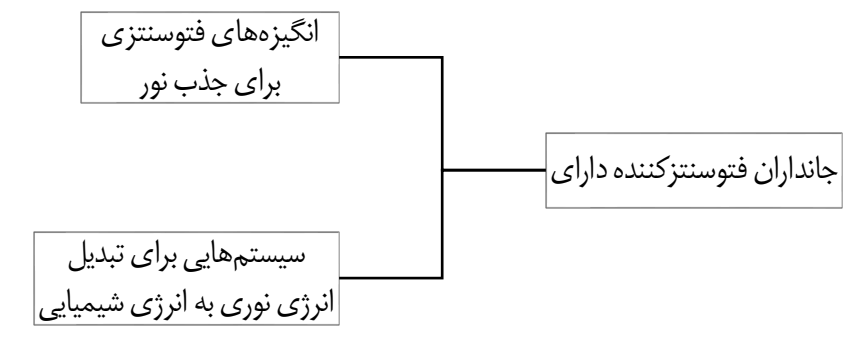 جانداران فتوسنتزکننده دارای
انگیزه‌های فتوسنتزی
برای جذب نور
سیستم‌هایی برای تبدیل
انرژی نوری به انرژی شیمیایی